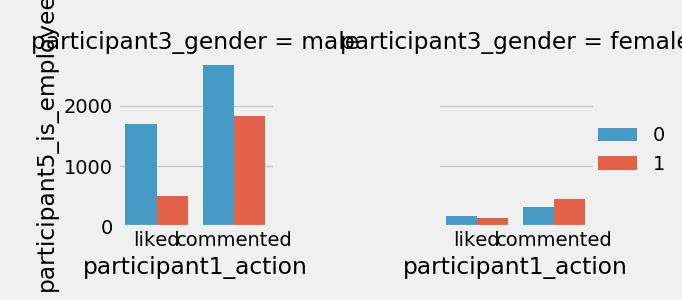 participant3_gender = male
participant3_gender = female
participant5_is_employee
2000
1000
0
liked
commented
participant1_action
liked
commented
participant1_action
0
1